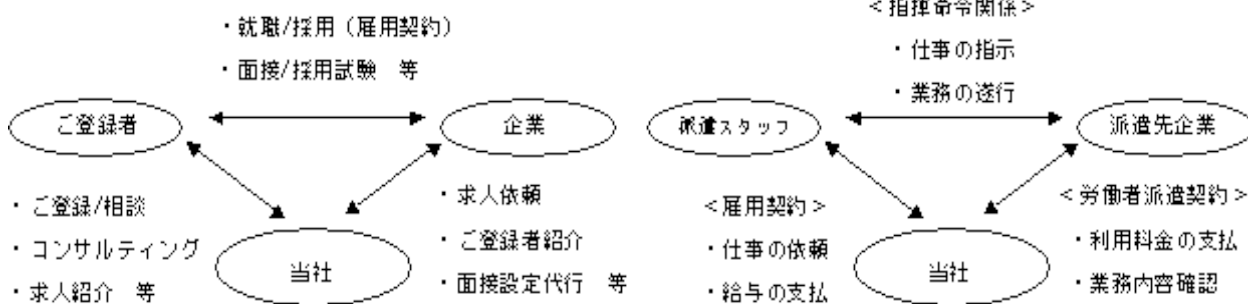 ・就職/採用（雇用契約）
・面接/採用試験　等
ご登録者
企業
・ご登録/相談
・コンサルティング
・求人紹介　等
・求人依頼
・ご登録者紹介
・面接設定代行　等
当社
＜指揮命令関係＞
・仕事の指示
・業務の遂行
派遣スタッフ
派遣先企業
＜雇用契約＞
・仕事の依頼
・給与の支払
＜労働者派遣契約＞
・利用料金の支払
・業務内容確認
当社